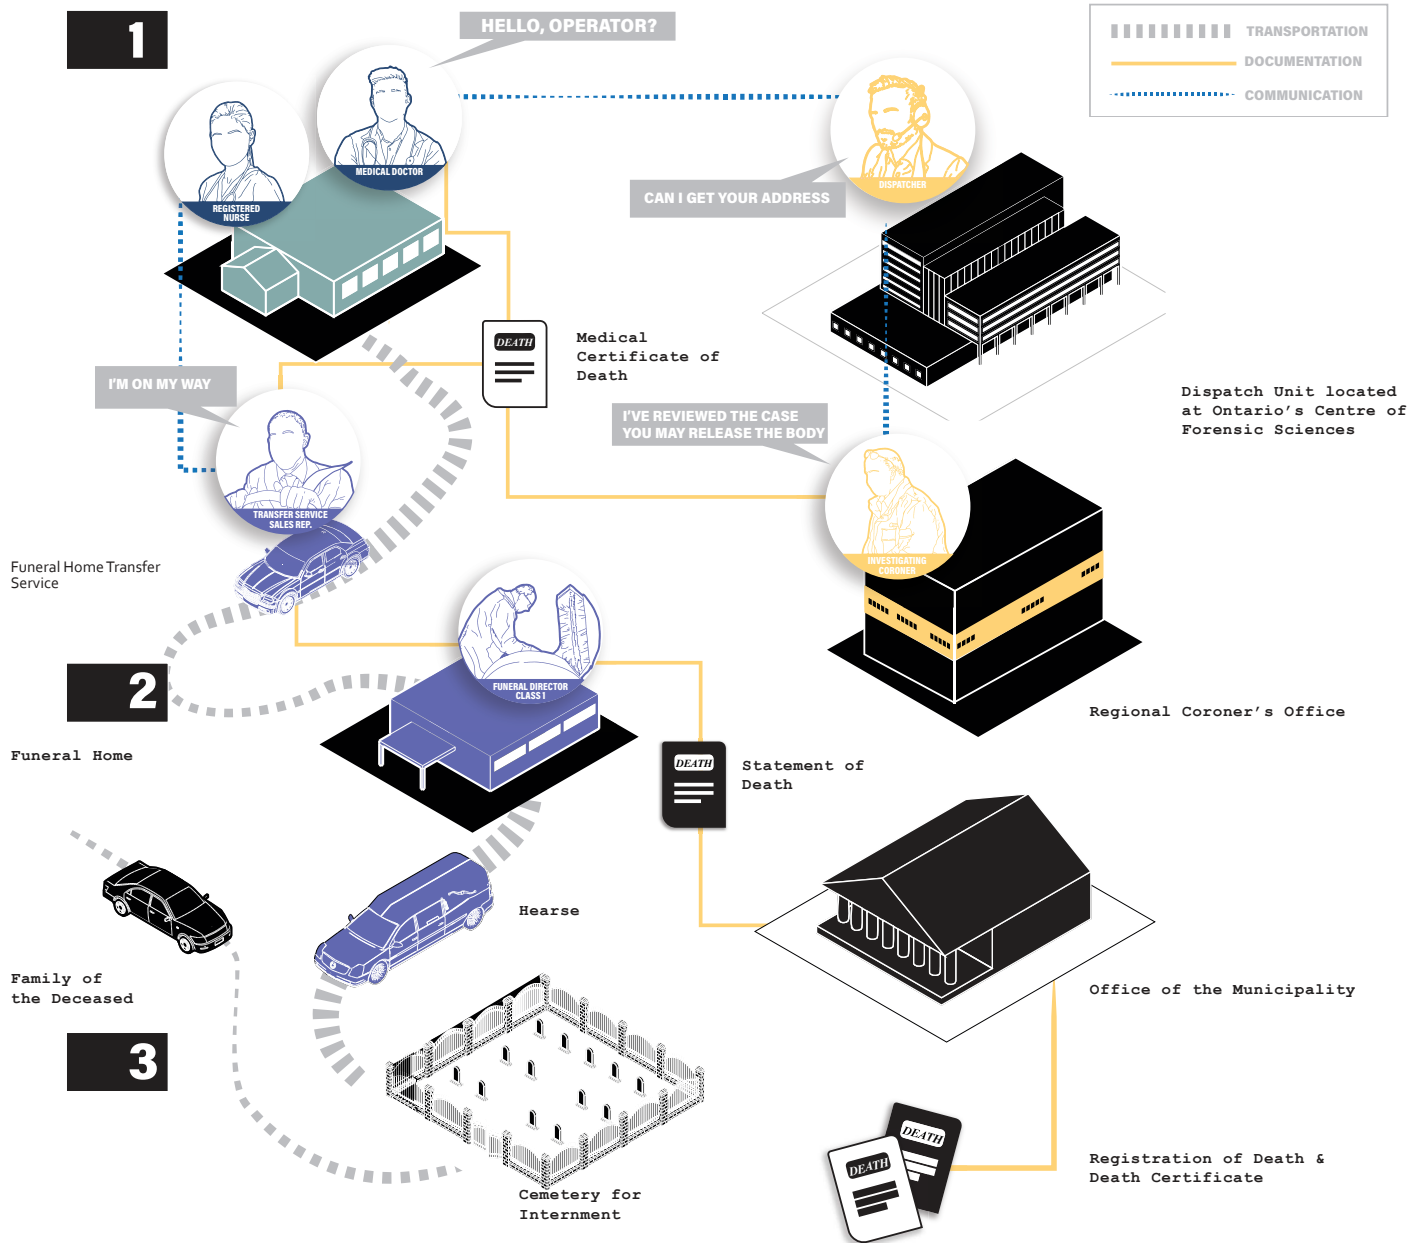 1
HELLO, OPERATOR?
TRANSPORTATION
DOCUMENTATION
COMMUNICATION
MEDICAL DOCTOR
REGISTERED
NURSE
DISPATCHER
CAN I GET YOUR ADDRESS
DEATH
Medical
Certificate of
Death
I'M ON MY WAY
Dispatch Unit located
at Ontario's Centre of
Forensic Sciences
I'VE REVIEWED THE CASE
YOU MAY RELEASE THE BODY
TRANSFER SERVICE
SALES REP.
INVESTIGATING
CORONER
Funeral Home Transfer
Service
2
FUNERAL DIRECTOR
CLASS 1
Regional Coroner's Office
Funeral Home
DEATH
Statement of
Death
Hearse
Family of
the Deceased
Office of the Municipality
3
DEATH
DEATH
Registration of Death &
Death Certificate
Cemetery for
Internment